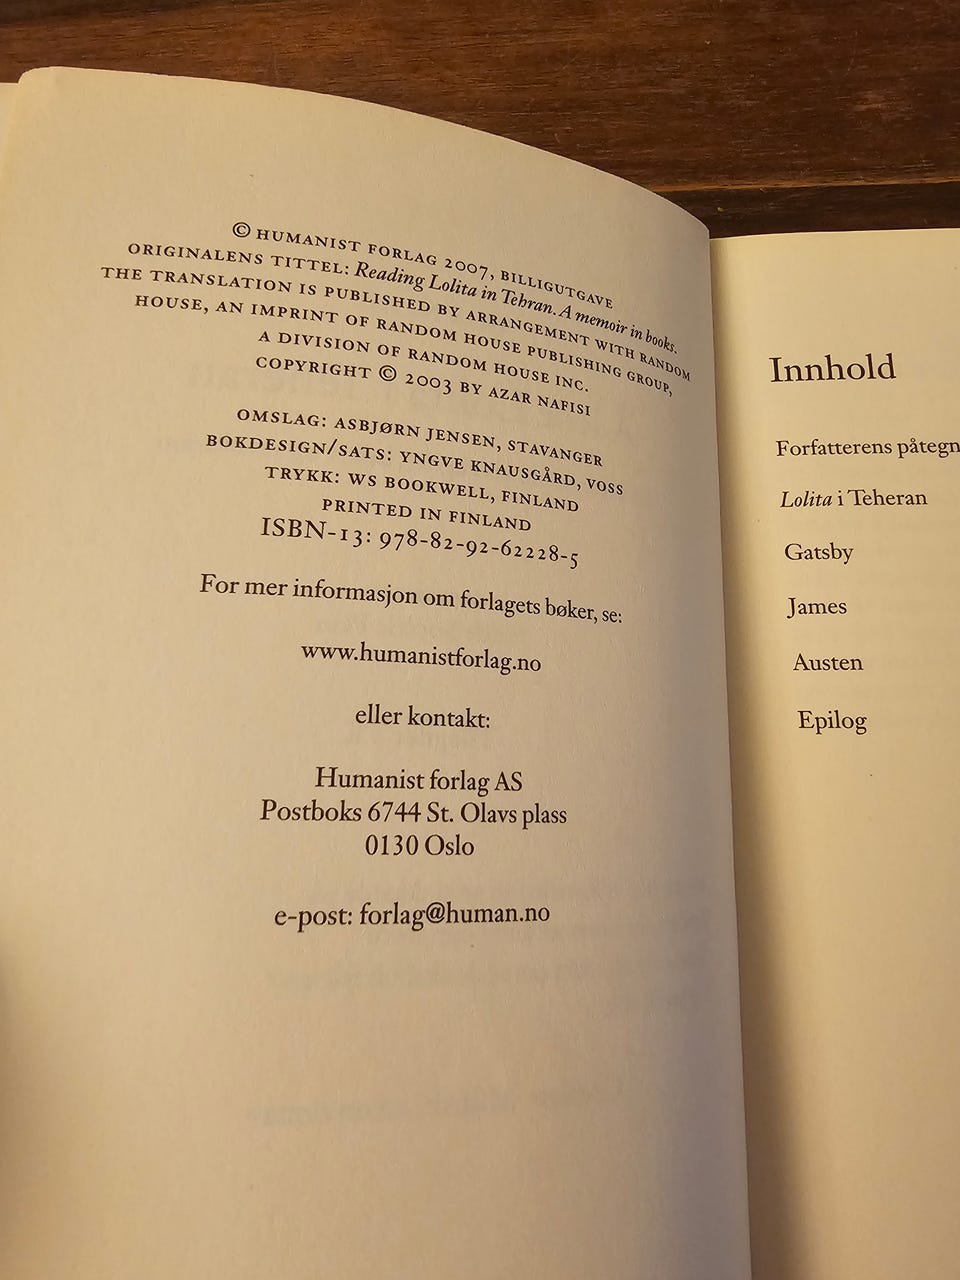 © HUMANIST FORLAG 2007, BILLIGUTGAVE
ORIGINALENS TITTEL: Reading Lolita in Tehran. A memoir in books.
THE TRANSLATION IS PUBLISHED BY ARRANGEMENT WITH RANDOM
HOUSE, AN IMPRINT OF RANDOM HOUSE PUBLISHING GROUP,
A DIVISION OF RANDOM HOUSE INC.
COPYRIGHT © 2003 BY AZAR NAFISI
OMSLAG: ASBJØRN JENSEN, STAVANGER
BOKDESIGN/SATS: YNGVE KNAUSGÅRD, VOSS
TRYKK: WS BOOKWELL, FINLAND
PRINTED IN FINLAND
ISBN-13: 978-82-92-62228-5
For mer informasjon om forlagets bøker, se:
www.humanistforlag.no
eller kontakt:
Humanist forlag AS
Postboks 6744 St. Olavs plass
0130 Oslo
e-post: forlag@human.no
Innhold
Forfatterens påtegn
Lolita i Teheran
Gatsby
James
Austen
Epilog